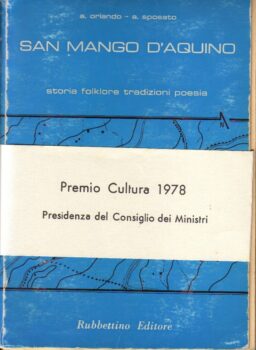 a. orlando - a. sposato
SAN MANGO D'AQUINO
storia folklore tradizioni poesia
Premio Cultura 1978
Presidenza del Consiglio dei Ministri
Rubbettino Editore